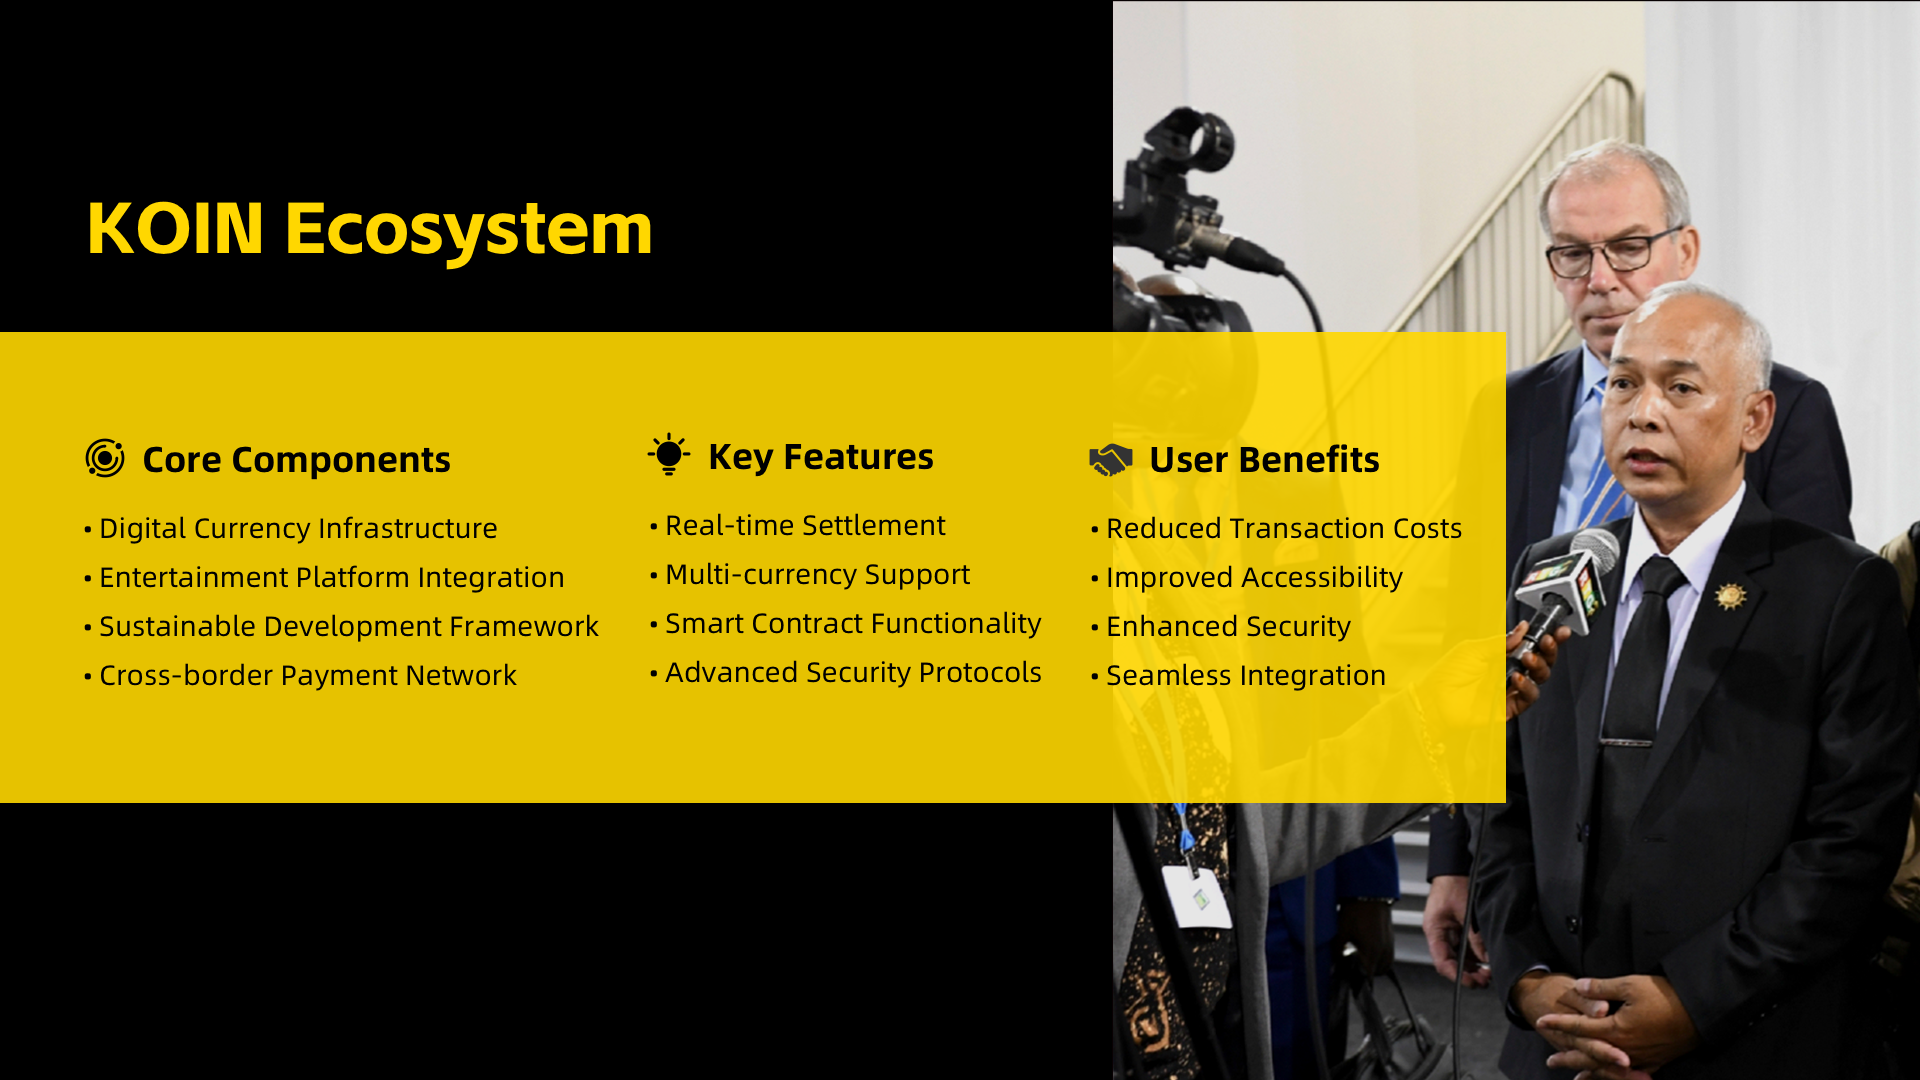 KOIN Ecosystem
Core Components
• Digital Currency Infrastructure
• Entertainment Platform Integration
• Sustainable Development Framework
• Cross-border Payment Network
Key Features
• Real-time Settlement
• Multi-currency Support
• Smart Contract Functionality
• Advanced Security Protocols
User Benefits
• Reduced Transaction Costs
• Improved Accessibility
• Enhanced Security
• Seamless Integration